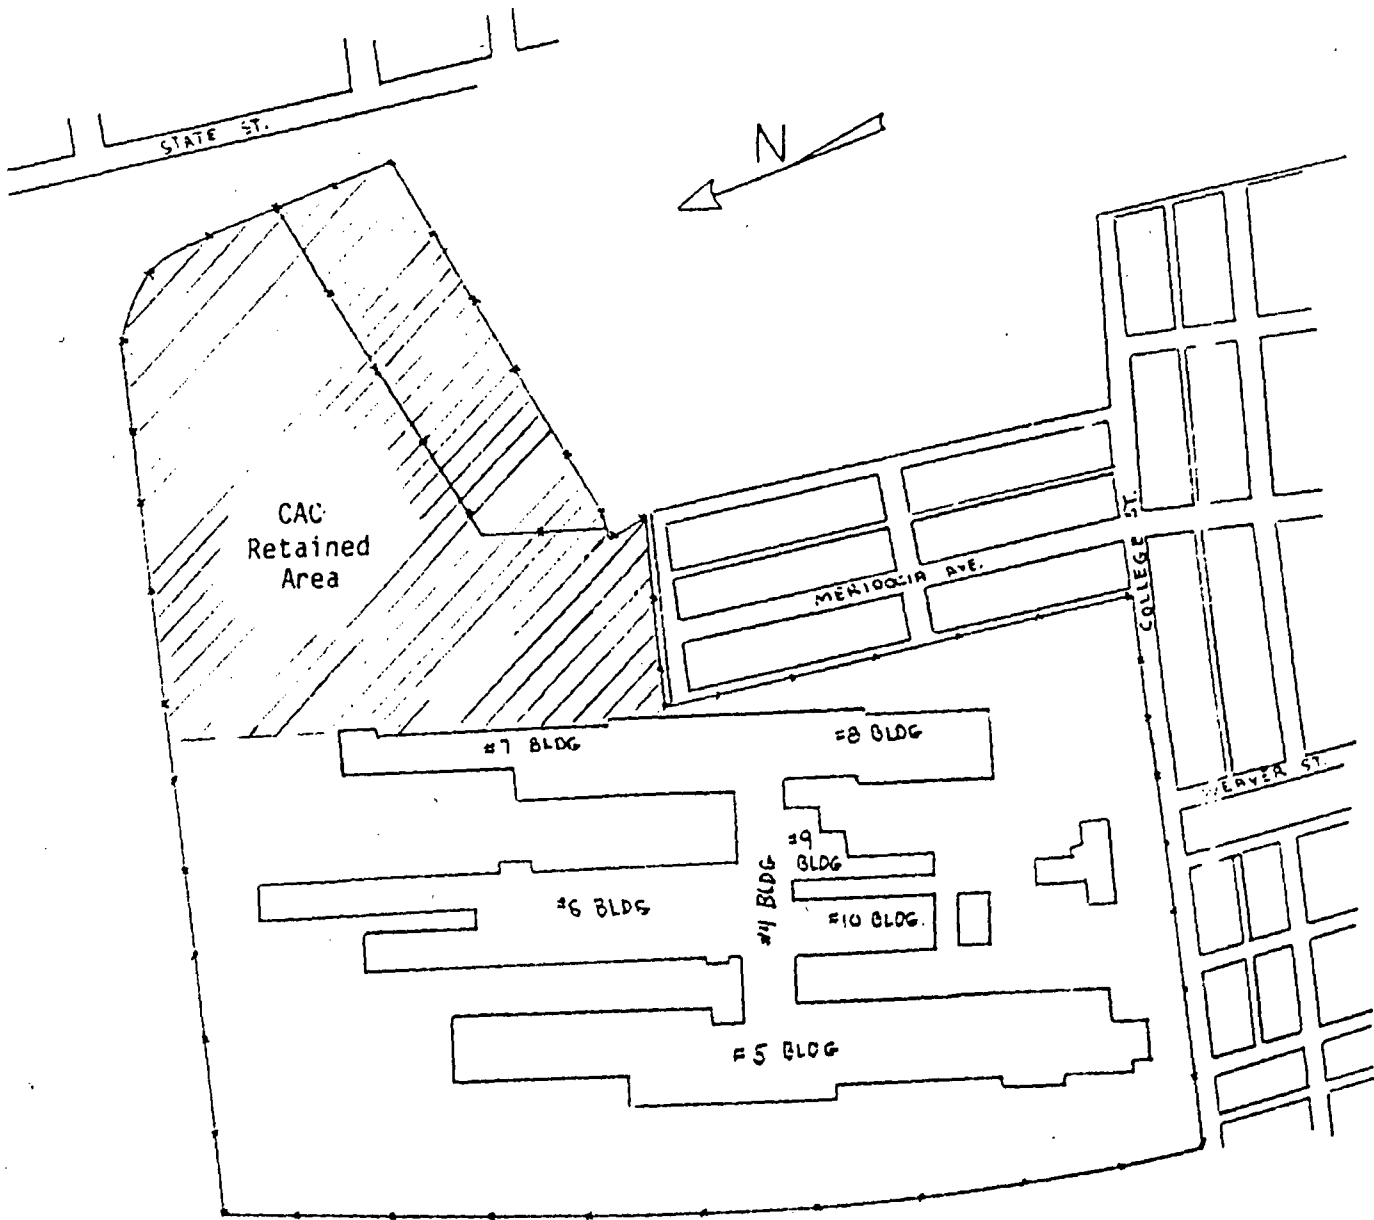 STATE ST.
N
CAC
Retained
Area
COLLEGE ST.
AVE.
#7 BLDG
#8 BLDG
#9
BLDG
#4 BLDG
#6 BLDG
#10 BLDG.
#5 BLDG
ST.